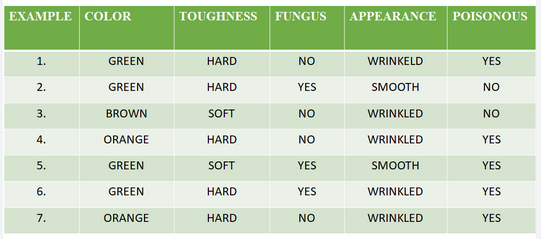 EXAMPLE COLOR TOUGHNESS FUNGUS APPEARANCE POISONOUS
1. GREEN HARD NO WRINKELD YES
2. GREEN HARD YES SMOOTH NO
3. BROWN SOFT NO WRINKLED NO
4. ORANGE HARD NO WRINKLED YES
5. GREEN SOFT YES SMOOTH YES
6. GREEN HARD YES WRINKLED YES
7. ORANGE HARD NO WRINKLED YES